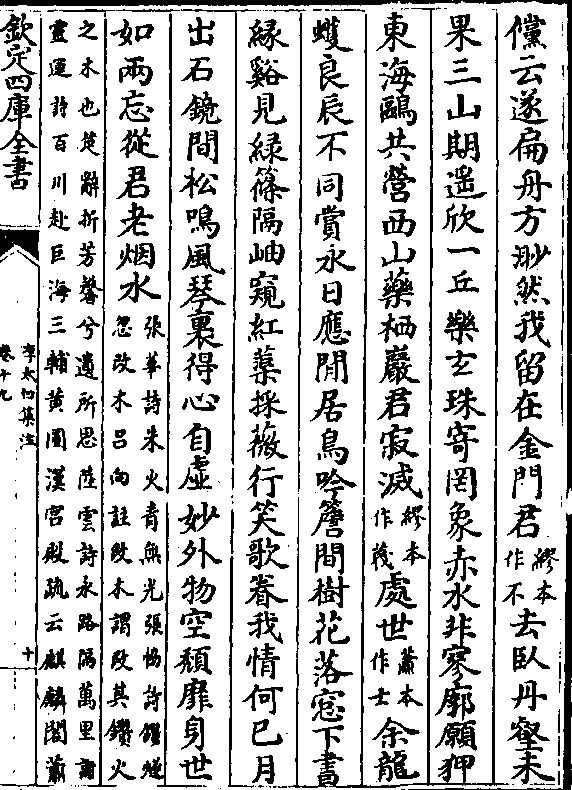 儻云遂扁舟方渺然我留在金門君繆本作不去臥丹壑未
果三山期遥欣一丘樂玄珠寄罔象赤水非寥廓願狎
東海鷗共營西山藥栖巖君寂滅繆本作蔑處世蕭本作士余龍
蠖良辰不同賞永日應閒居鳥吟簷間樹花落窓下書
緣谿見綠篠隔岫窺紅蕖採薇行笑歌眷我情何已月
出石鏡間松鳴風琴裏得心自虛妙外物空頹靡身世
如兩忘從君老烟水張華詩朱火青無光張協詩鑽燧忽改木吕向註改木謂改其鑽火
之木也楚辭折芳馨兮遺所思陸雲詩永路隔萬里謝
靈運詩百川赴巨海三輔黄圖漢宫殿疏云麒麟閣蕭
欽定四庫全書
李太白集注
卷十九
十